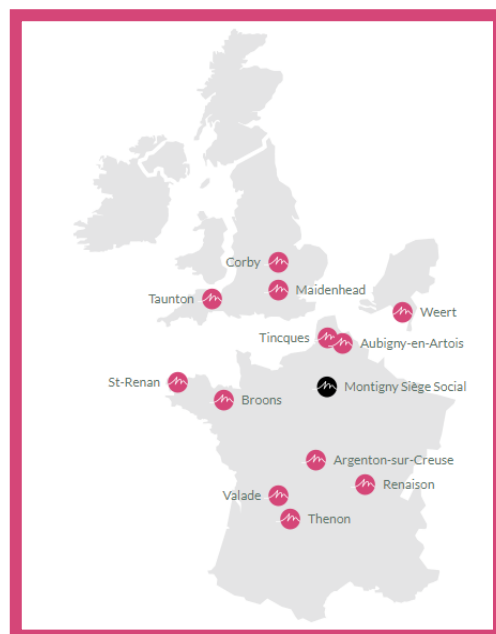 Corby
Maidenhead
Taunton
Weert
Tincques
Aubigny-en-Artois
St-Renan
Montigny Siège Social
Broons
Argenton-sur-Creuse
Renaison
Valade
Thenon